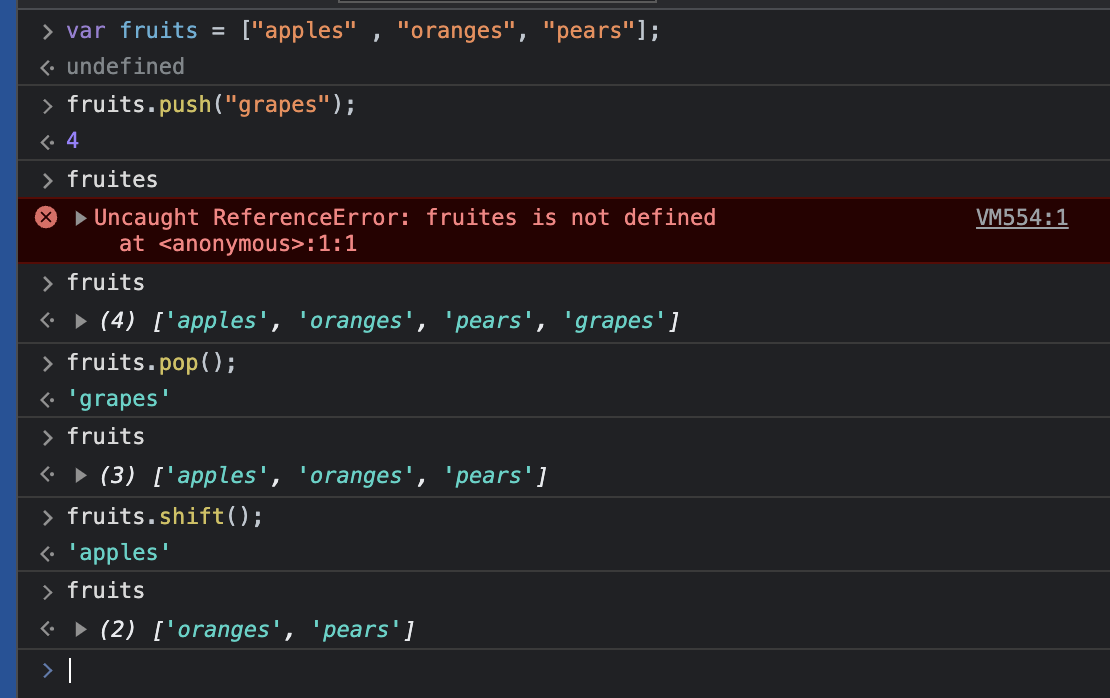 > var fruits = ["apples" , "oranges", "pears"];
undefined
> fruits.push("grapes");
4
> fruites
Uncaught ReferenceError: fruites is not defined VM554:1
at <anonymous>:1:1
> fruits
(4) ['apples', 'oranges', 'pears', 'grapes']
> fruits.pop();
'grapes'
> fruits
(3) ['apples', 'oranges', 'pears']
> fruits.shift();
'apples'
> fruits
(2) ['oranges', 'pears']
>